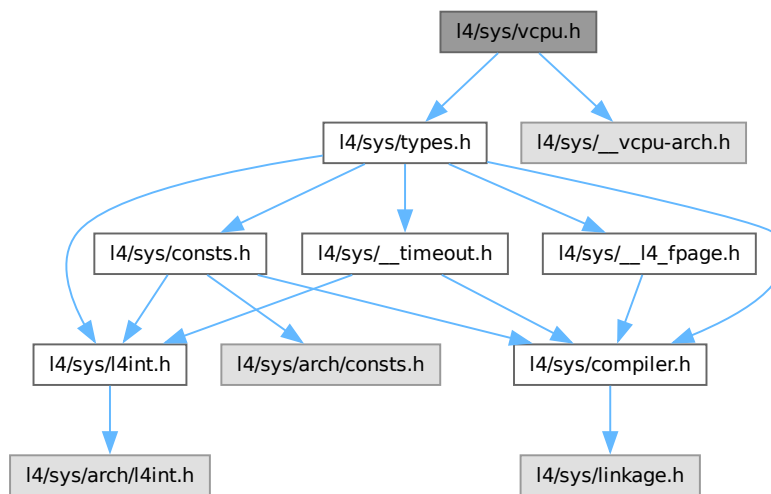 l4/sys/vcpu.h
l4/sys/types.h
l4/sys/__vcpu-arch.h
l4/sys/consts.h
l4/sys/__timeout.h
l4/sys/__l4_fpage.h
l4/sys/l4int.h
l4/sys/arch/consts.h
l4/sys/compiler.h
l4/sys/arch/l4int.h
l4/sys/linkage.h